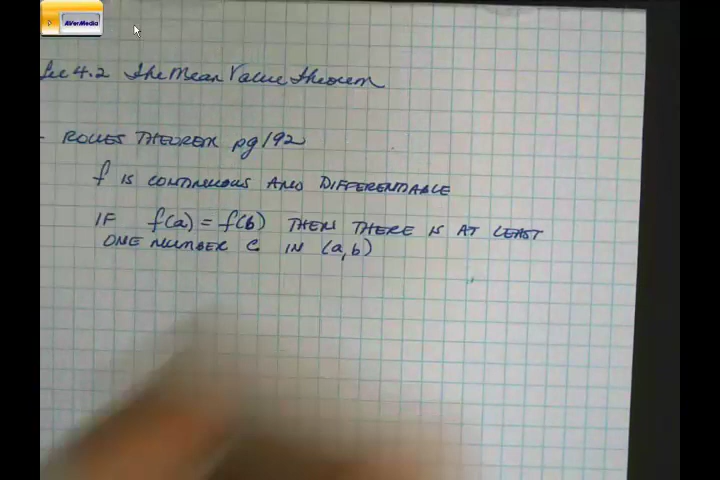 AVerMedia
Sec 4.2 The Mean Value Theorem
- ROLLES THEOREM pg 192
f IS CONTINUOUS AND DIFFERENTIABLE
IF f(a) = f(b) THEN THERE IS AT LEAST
ONE NUMBER C IN (a,b)